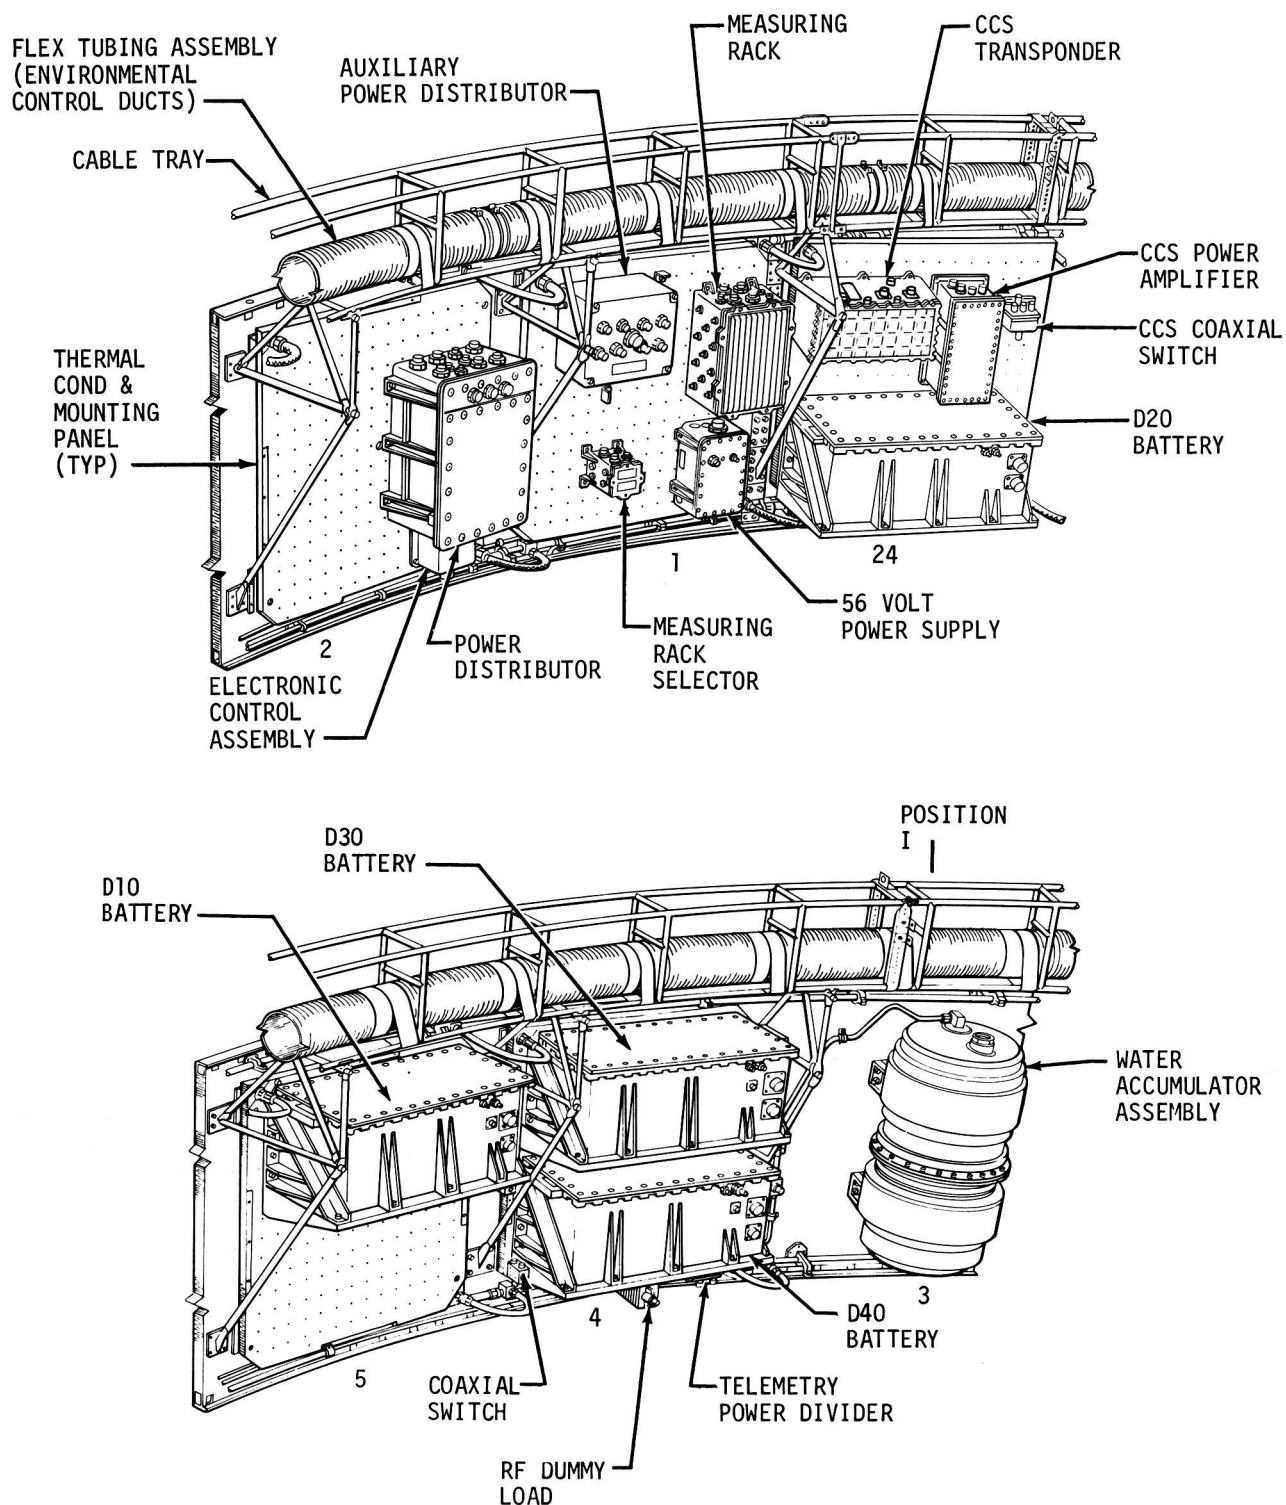 FLEX TUBING ASSEMBLY
(ENVIRONMENTAL
CONTROL DUCTS)
CABLE TRAY
AUXILIARY
POWER DISTRIBUTOR
MEASURING
RACK
CCS
TRANSPONDER
CCS POWER
AMPLIFIER
CCS COAXIAL
SWITCH
THERMAL
COND &
MOUNTING
PANEL
(TYP)
D20
BATTERY
24
1
2
56 VOLT
POWER SUPPLY
MEASURING
RACK
SELECTOR
POWER
DISTRIBUTOR
ELECTRONIC
CONTROL
ASSEMBLY
POSITION
I
D30
BATTERY
D10
BATTERY
WATER
ACCUMULATOR
ASSEMBLY
3
4
5
D40
BATTERY
COAXIAL
SWITCH
TELEMETRY
POWER DIVIDER
RF DUMMY
LOAD